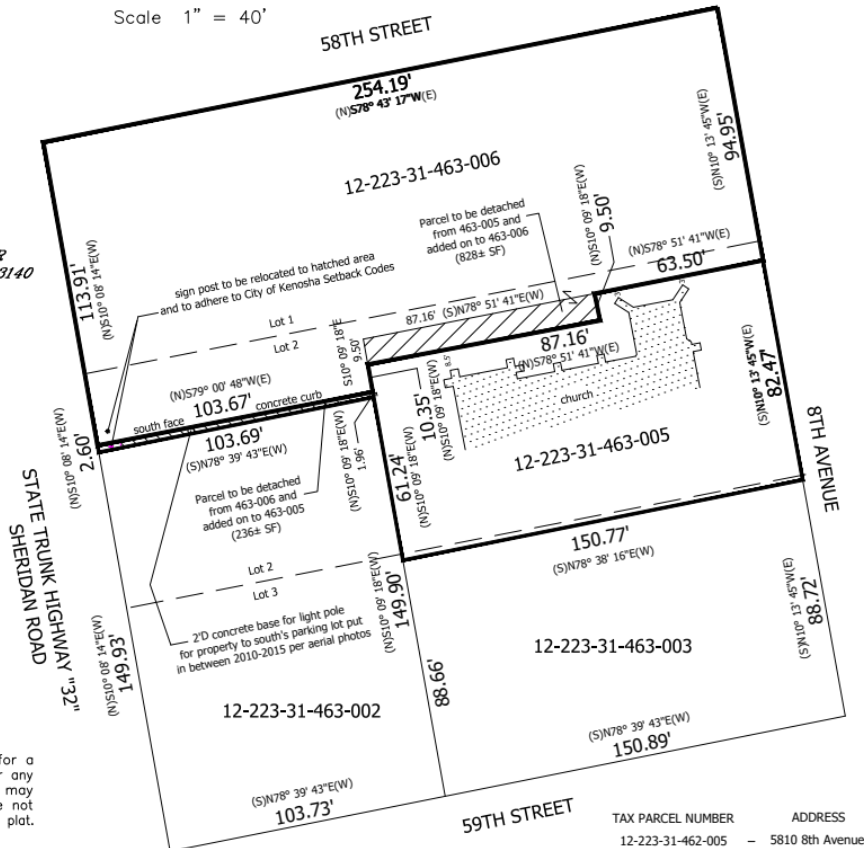 Scale 1" = 40'
58TH STREET
254.19'
(N)S78° 43' 17"W(E)
12-223-31-463-006
(S)N10° 13' 45"W(E)
94.95'
3140
113.91'
(N)S10° 08' 14"E(W)
Parcel to be detached
from 463-005 and
added on to 463-006
(828± SF)
(N)S10° 09' 18"E(W)
9.50'
(N)S78° 51' 41"W(E)
63.50'
sign post to be relocated to hatched area
and to adhere to City of Kenosha Setback Codes
Lot 1
Lot 2
87.16' (S)N78° 51' 41"E(W)
87.16'
(N)S78° 51' 41"W(E)
S10° 09' 18"E
9.50'
8.5'
(N)S79° 00' 48"W(E)
103.67'
south face
concrete curb
103.69'
(S)N78° 39' 43"E(W)
10.35'
(N)S10° 09' 18"E(W)
church
(S)N10° 13' 45"W(E)
82.47'
8TH AVENUE
(N)S10° 08' 14"E(W)
2.60'
1.96'
(N)S10° 09' 18"E(W)
61.24'
(N)S10° 09' 18"E(W)
12-223-31-463-005
Parcel to be detached
from 463-006 and
added on to 463-005
(236± SF)
STATE TRUNK HIGHWAY "32"
SHERIDAN ROAD
150.77'
(S)N78° 38' 16"E(W)
Lot 2
Lot 3
(N)S10° 09' 18"E(W)
149.90'
(N)S10° 08' 14"E(W)
149.93'
2'D concrete base for light pole
for property to south's parking lot put
in between 2010-2015 per aerial photos
(S)N10° 13' 45"W(E)
88.72'
12-223-31-463-003
88.66'
12-223-31-463-002
for a
any
may
not
plat.
(S)N78° 39' 43"E(W)
103.73'
(S)N78° 39' 43"E(W)
150.89'
59TH STREET
TAX PARCEL NUMBER ADDRESS
12-223-31-462-005 – 5810 8th Avenue